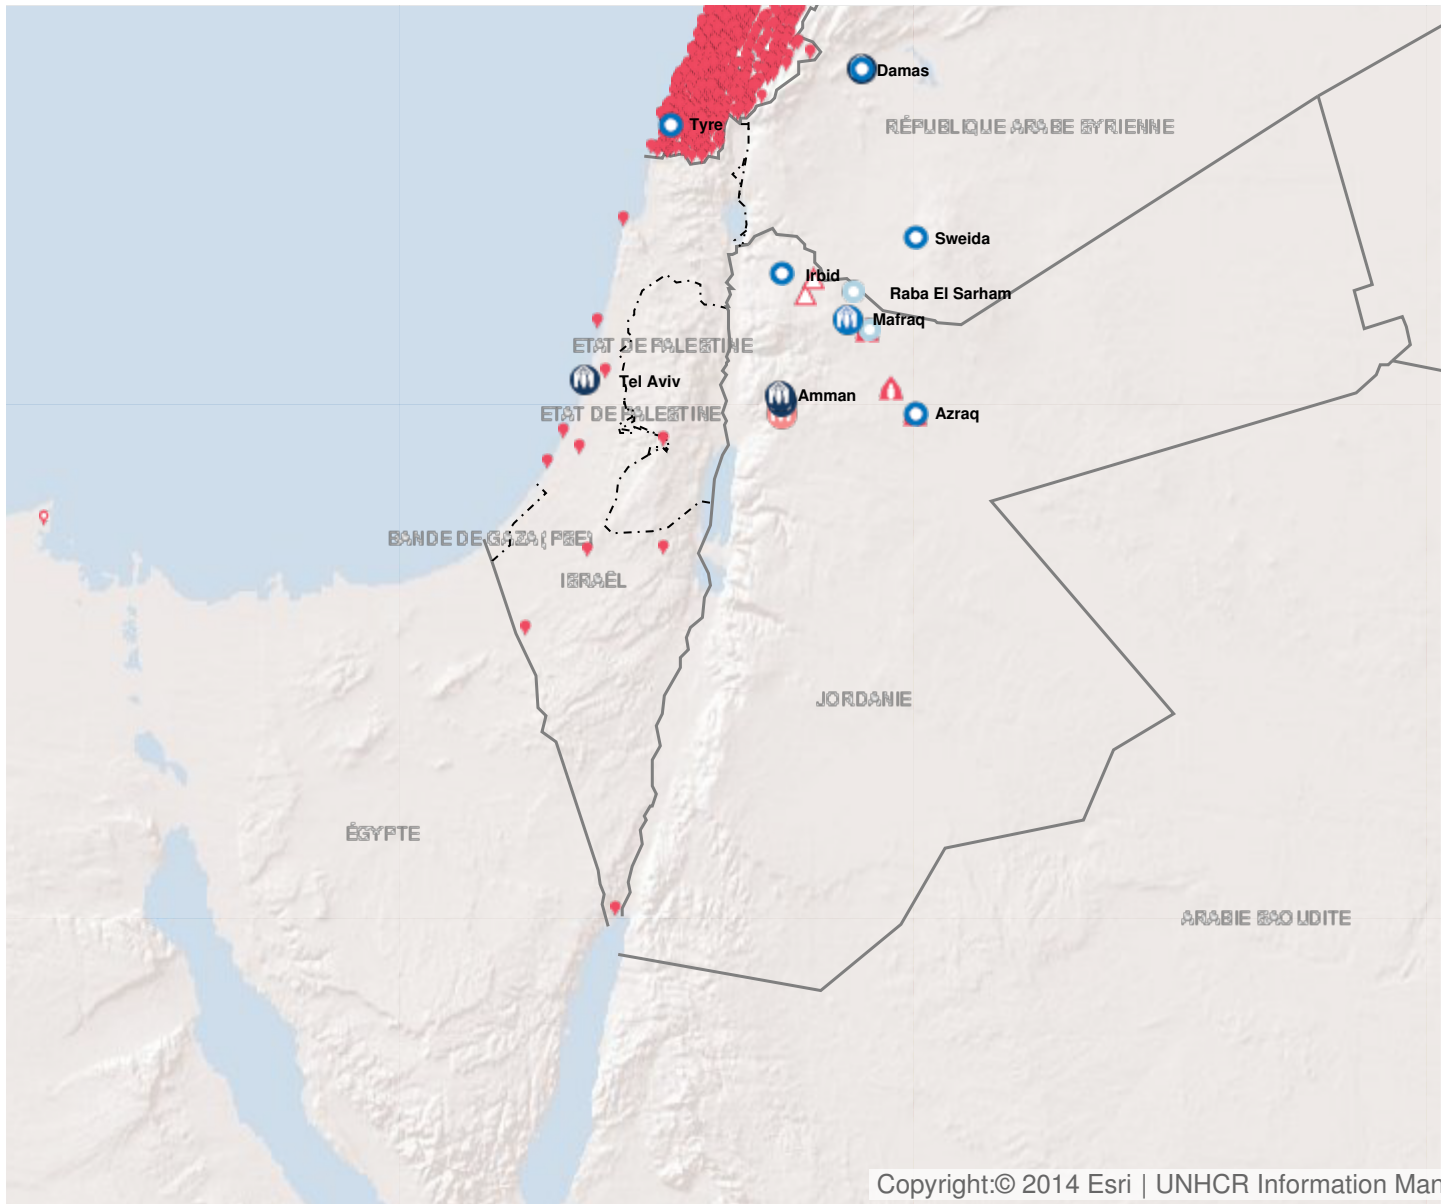 Damas
Tyre
RÉPUBLIQUE ARABE SYRIENNE
Sweida
Irbid
Raba El Sarham
Mafraq
ETAT DE PALESTINE
Tel Aviv
Amman
ETAT DE PALESTINE
Azraq
BANDE DE GAZA (PSE)
ISRAËL
JORDANIE
ÉGYPTE
ARABIE SAOUDITE
Copyright:© 2014 Esri | UNHCR Information Man